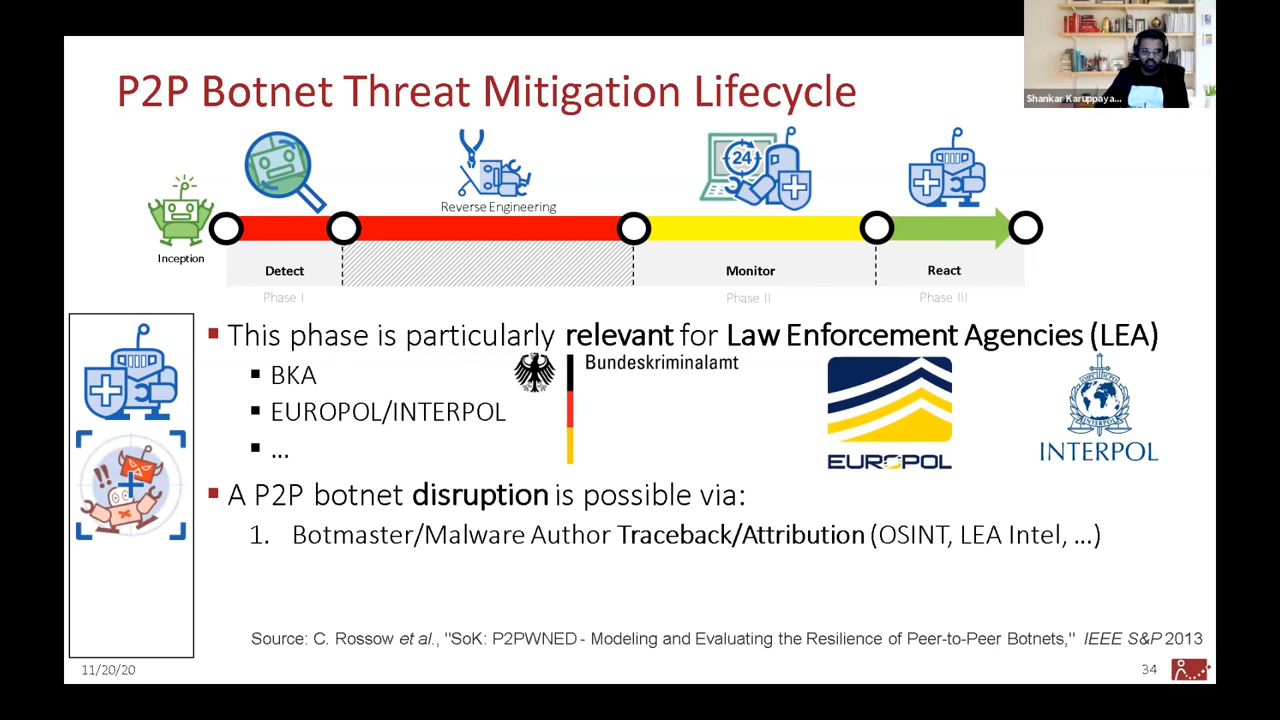 Shankar Karuppaya...
P2P Botnet Threat Mitigation Lifecycle
24
Reverse Engineering
Inception
Detect
Monitor
React
Phase I
Phase II
Phase III
▪ This phase is particularly relevant for Law Enforcement Agencies (LEA)
▪ BKA
▪ EUROPOL/INTERPOL
▪ ...
Bundeskriminalamt
EUROPOL
INTERPOL
▪ A P2P botnet disruption is possible via:
1. Botmaster/Malware Author Traceback/Attribution (OSINT, LEA Intel, ...)
Source: C. Rossow et al., "SoK: P2PWNED - Modeling and Evaluating the Resilience of Peer-to-Peer Botnets," IEEE S&P 2013
11/20/20
34